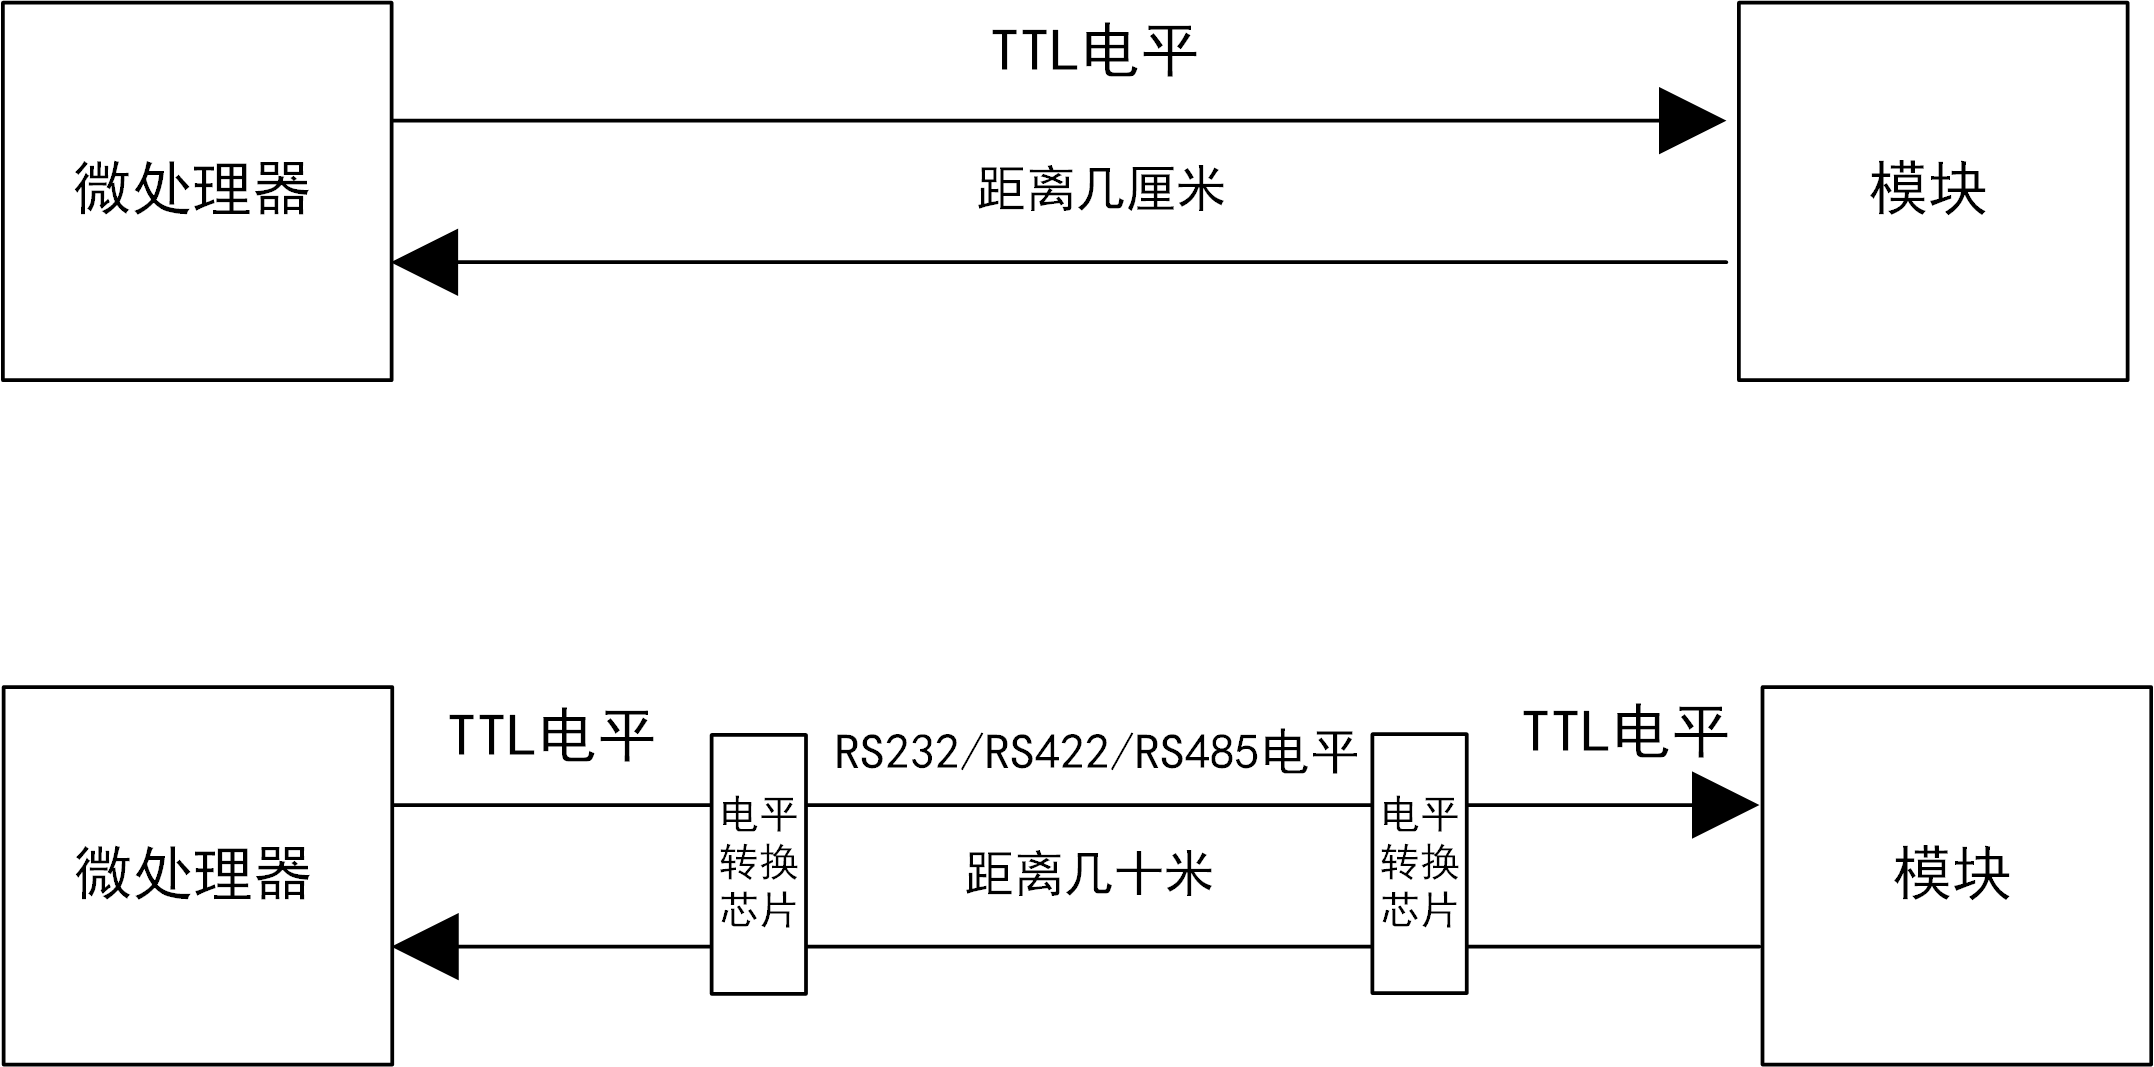 TTL电平
微处理器
距离几厘米
模块
TTL电平
RS232/RS422/RS485电平
TTL电平
微处理器
电平
转换
芯片
距离几十米
电平
转换
芯片
模块